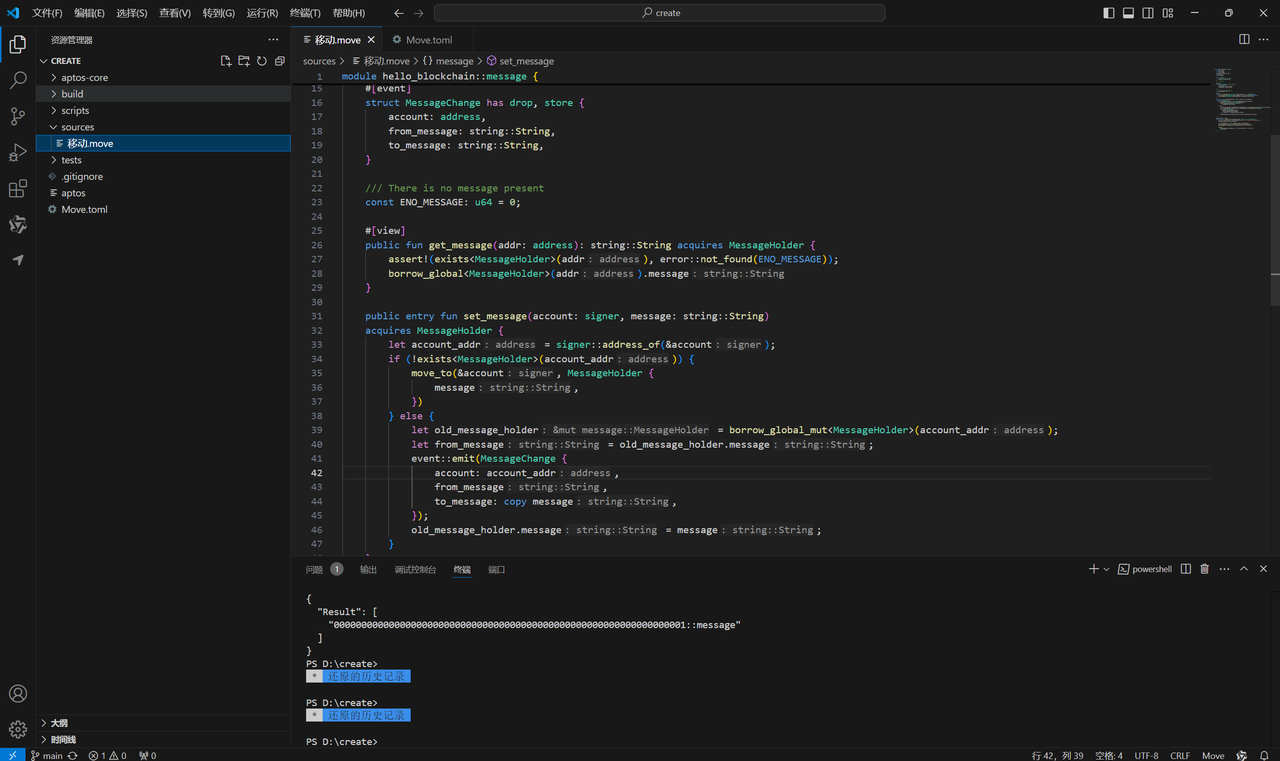 文件(F) 编辑(E) 选择(S) 查看(V) 转到(G) 运行(R) 终端(T) 帮助(H) create
资源管理器
CREATE
aptos-core
build
scripts
sources
移动.move
tests
.gitignore
aptos
Move.toml
大纲
时间线
移动.move Move.toml
sources > 移动.move > {} message > set_message
1 module hello_blockchain::message {
15 #[event]
16 struct MessageChange has drop, store {
17 account: address,
18 from_message: string::String,
19 to_message: string::String,
20 }
21
22 /// There is no message present
23 const ENO_MESSAGE: u64 = 0;
24
25 #[view]
26 public fun get_message(addr: address): string::String acquires MessageHolder {
27 assert!(exists<MessageHolder>(addr: address), error::not_found(ENO_MESSAGE));
28 borrow_global<MessageHolder>(addr: address).message: string::String
29 }
30
31 public entry fun set_message(account: signer, message: string::String)
32 acquires MessageHolder {
33 let account_addr: address = signer::address_of(&account: signer);
34 if (!exists<MessageHolder>(account_addr: address)) {
35 move_to(&account: signer, MessageHolder {
36 message: string::String,
37 })
38 } else {
39 let old_message_holder: &mut message::MessageHolder = borrow_global_mut<MessageHolder>(account_addr: address);
40 let from_message: string::String = old_message_holder.message: string::String;
41 event::emit(MessageChange {
42 account: account_addr: address,
43 from_message: string::String,
44 to_message: copy message: string::String,
45 });
46 old_message_holder.message: string::String = message: string::String;
47 }
问题 1 输出 调试控制台 终端 端口 powershell
{
"Result": [
"0000000000000000000000000000000000000000000000000000000000000001::message"
]
}
PS D:\create>
* 还原的历史记录
PS D:\create>
* 还原的历史记录
PS D:\create>
main 1 0 0 行 42，列 39 空格: 4 UTF-8 CRLF Move